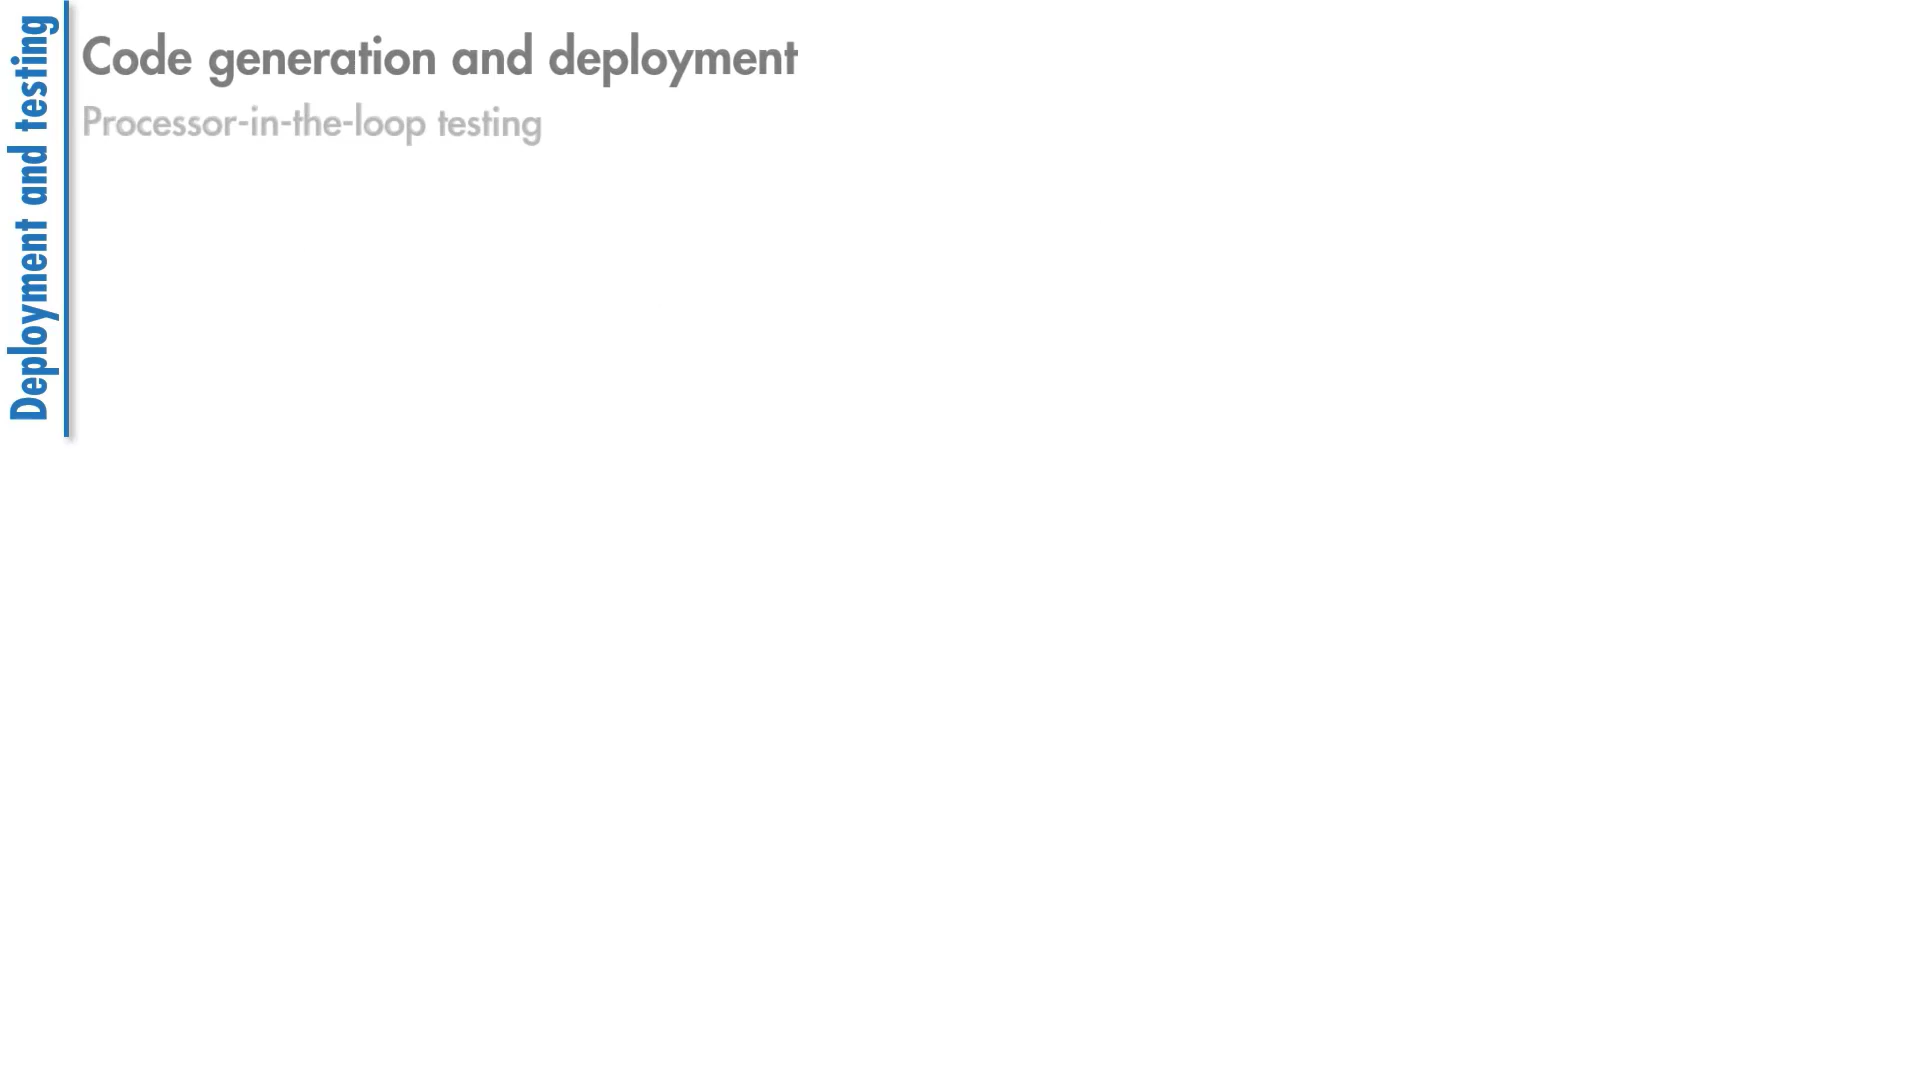 Deployment and testing
Code generation and deployment
Processor-in-the-loop testing